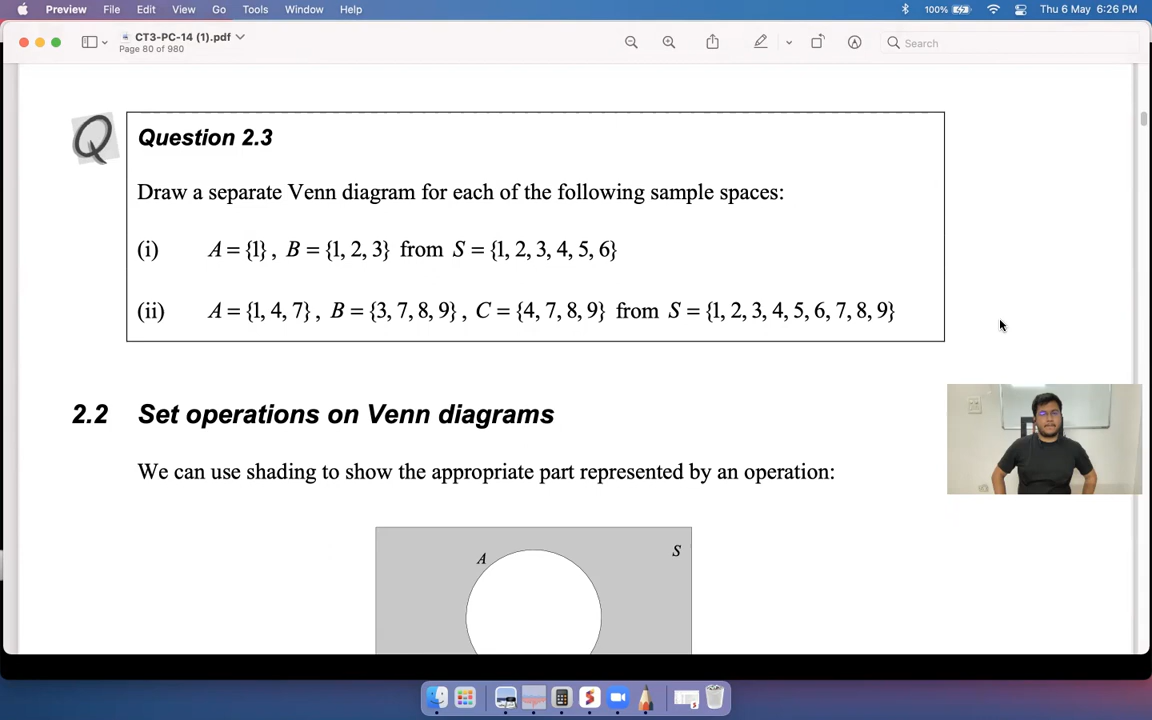 Preview File Edit View Go Tools Window Help 100% Thu 6 May 6:26 PM
CT3-PC-14 (1).pdf
Page 80 of 980
Search
Q
Question 2.3
Draw a separate Venn diagram for each of the following sample spaces:
(i) A = {1}, B = {1, 2, 3} from S = {1, 2, 3, 4, 5, 6}
(ii) A = {1, 4, 7}, B = {3, 7, 8, 9}, C = {4, 7, 8, 9} from S = {1, 2, 3, 4, 5, 6, 7, 8, 9}
2.2 Set operations on Venn diagrams
We can use shading to show the appropriate part represented by an operation:
A
S